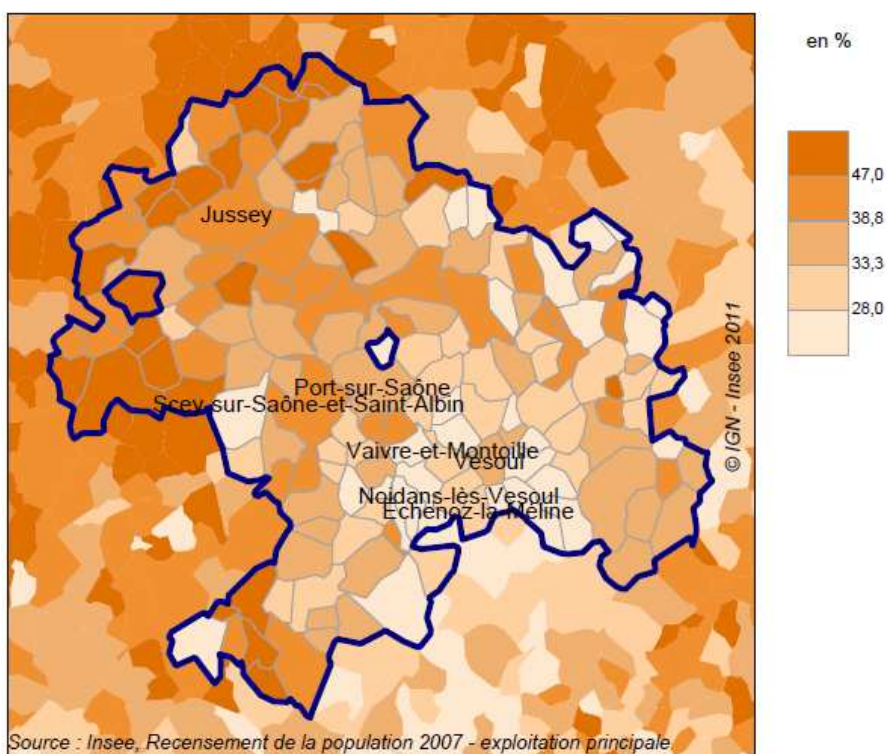 en %
47,0
38,8
33,3
28,0
Jussey
Port-sur-Saône
Scey-sur-Saône-et-Saint-Albin
Vaivre-et-Montoille
Vesoul
Noidans-lès-Vesoul
Echenoz-la-Méline
© IGN - Insee 2011
Source : Insee, Recensement de la population 2007 - exploitation principale.